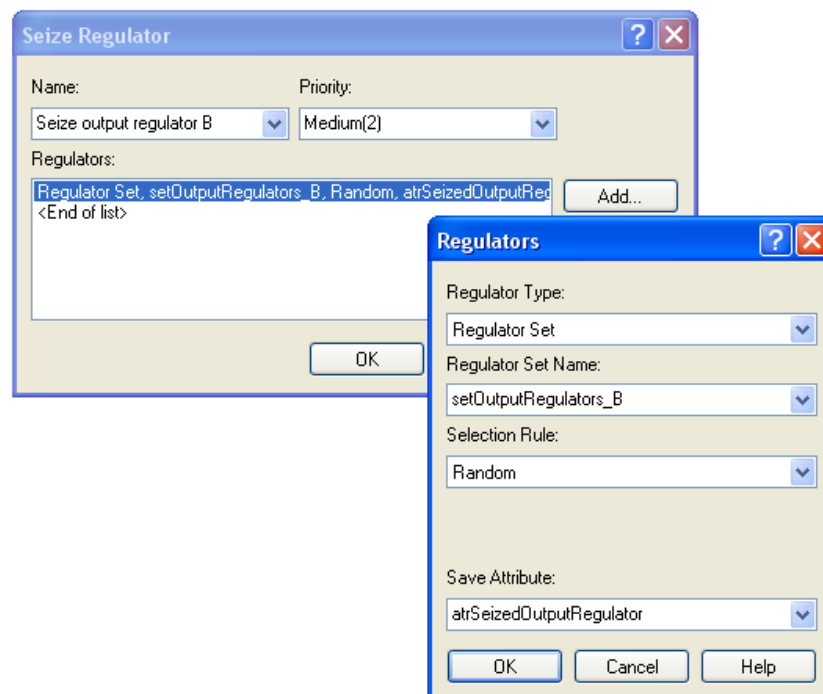 Seize Regulator
Name:
Priority:
Seize output regulator B
Medium(2)
Regulators:
Regulator Set, setOutputRegulators_B, Random, atrSeizedOutputReg
<End of list>
Add...
OK
Regulators
Regulator Type:
Regulator Set
Regulator Set Name:
setOutputRegulators_B
Selection Rule:
Random
Save Attribute:
atrSeizedOutputRegulator
OK
Cancel
Help